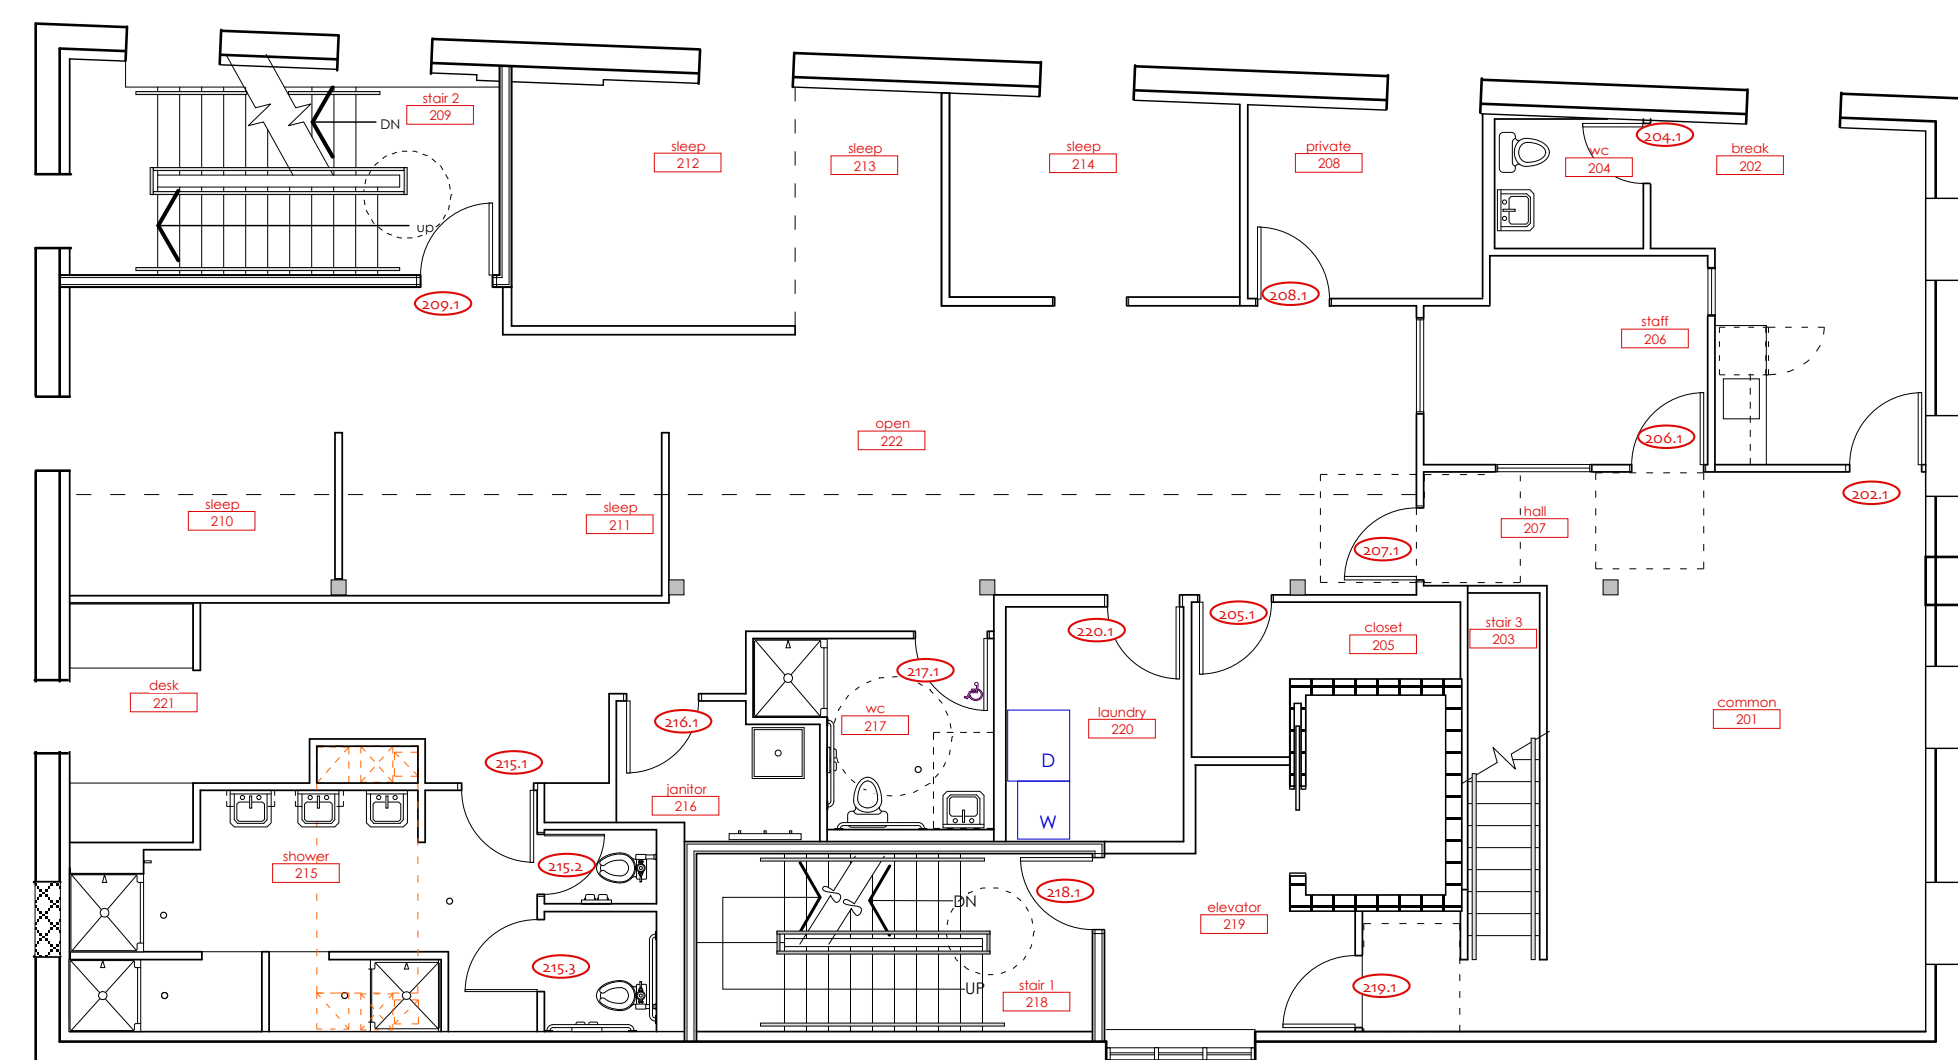 stair 2
209
DN
up
209.1
sleep
212
sleep
213
sleep
214
private
208
208.1
wc
204
204.1
break
202
staff
206
206.1
202.1
open
222
sleep
210
sleep
211
hall
207
207.1
desk
221
215.1
216.1
janitor
216
wc
217
217.1
220.1
laundry
220
D
W
205.1
closet
205
stair 3
203
common
201
shower
215
215.2
215.3
DN
UP
stair 1
218
218.1
elevator
219
219.1